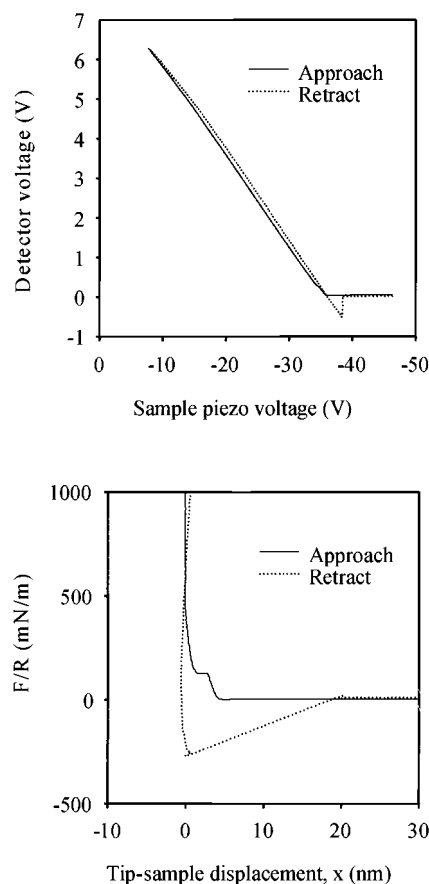 7
6
5
4
3
2
1
0
-1
Detector voltage (V)
Approach
Retract
0 -10 -20 -30 -40 -50
Sample piezo voltage (V)
1000
500
0
-500
F/R (mN/m)
Approach
Retract
-10 0 10 20 30
Tip-sample displacement, x (nm)